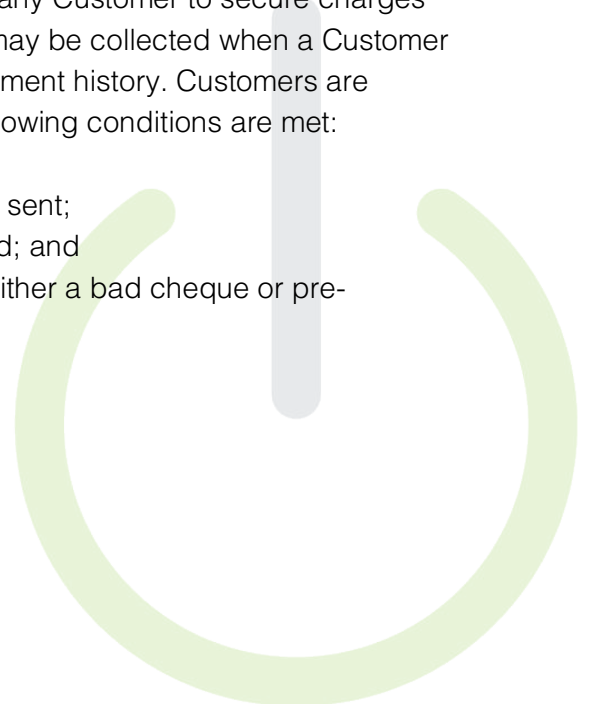 any Customer to secure charges
may be collected when a Customer
ment history. Customers are
owing conditions are met:
sent;
d; and
ither a bad cheque or pre-